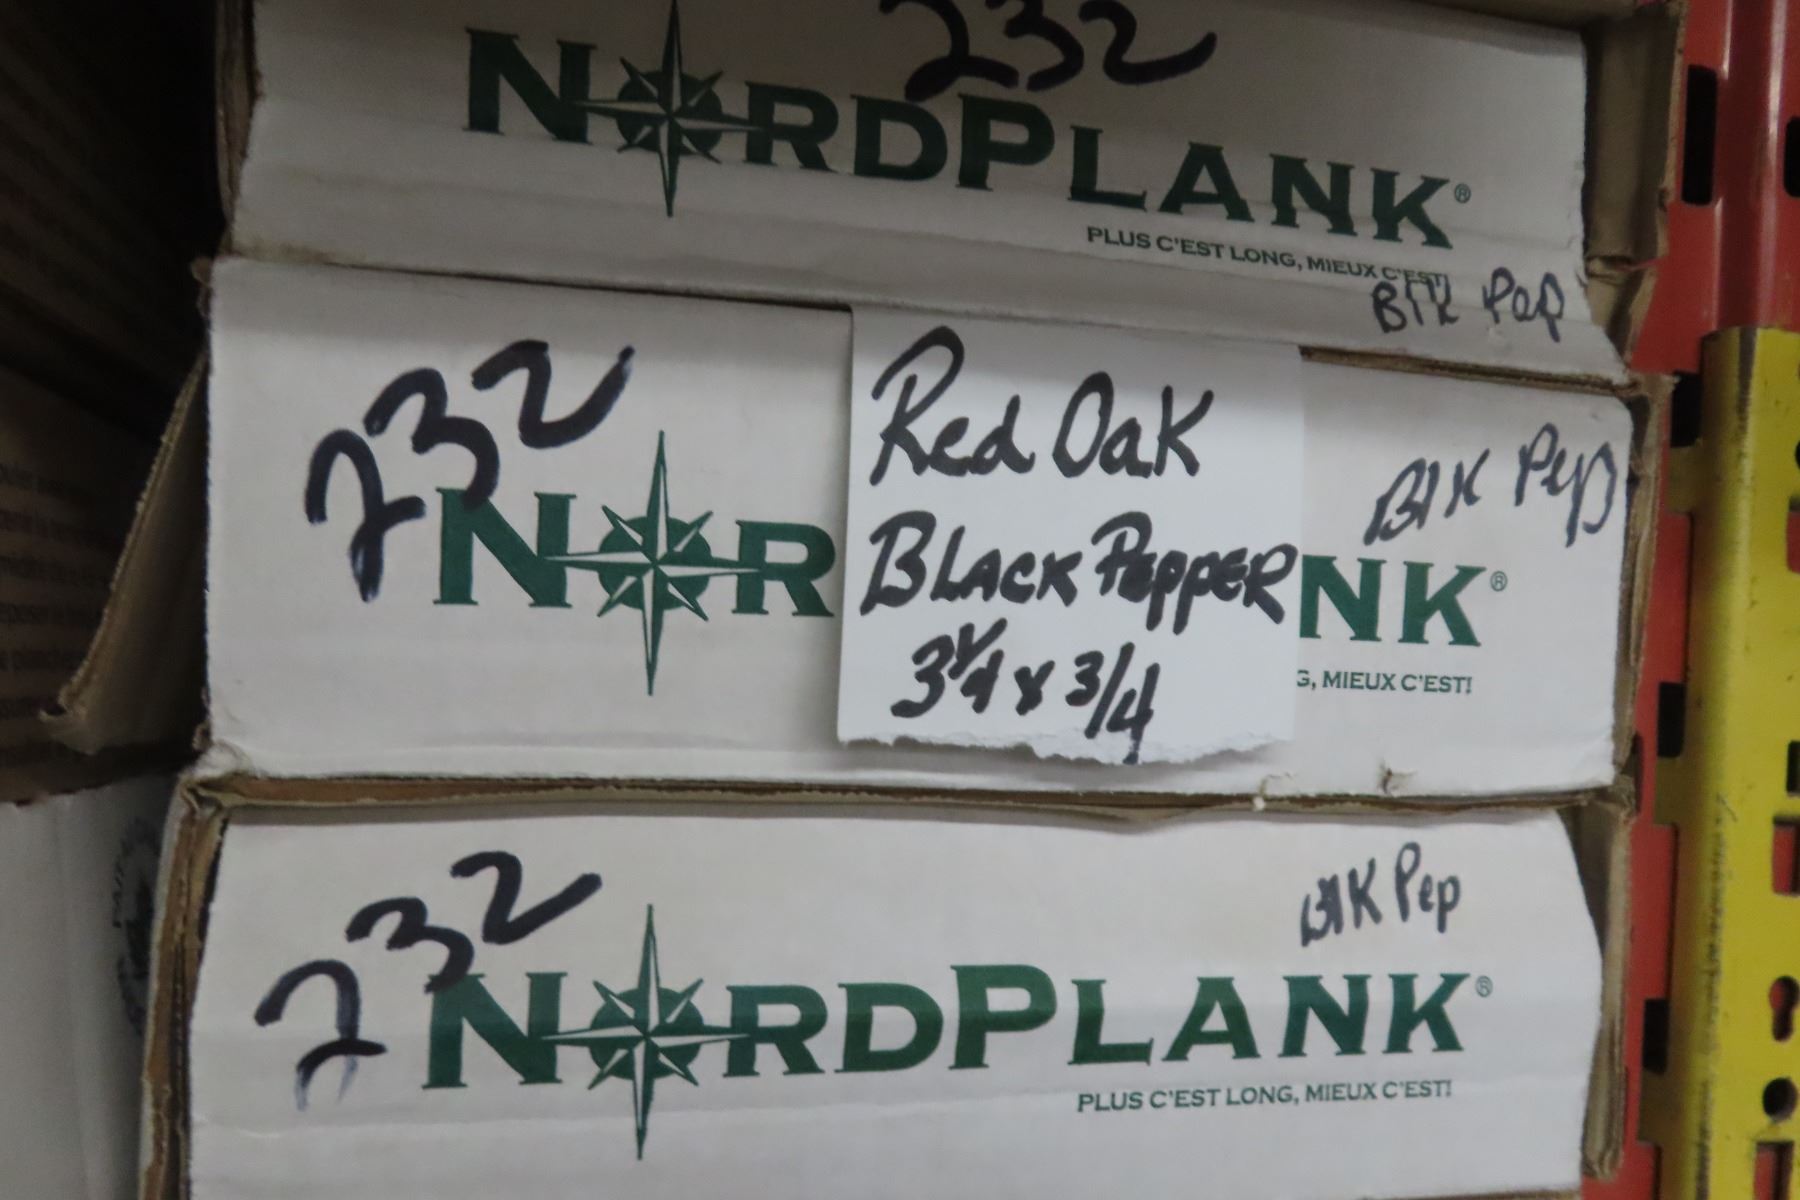 232
NORDPLANK®
PLUS C'EST LONG, MIEUX C'EST!
Blk Pep
232
Red Oak
Black Pepper
3 1/4 x 3/4
Blk Pep
NOR NK®
G, MIEUX C'EST!
232
Blk Pep
NORDPLANK®
PLUS C'EST LONG, MIEUX C'EST!